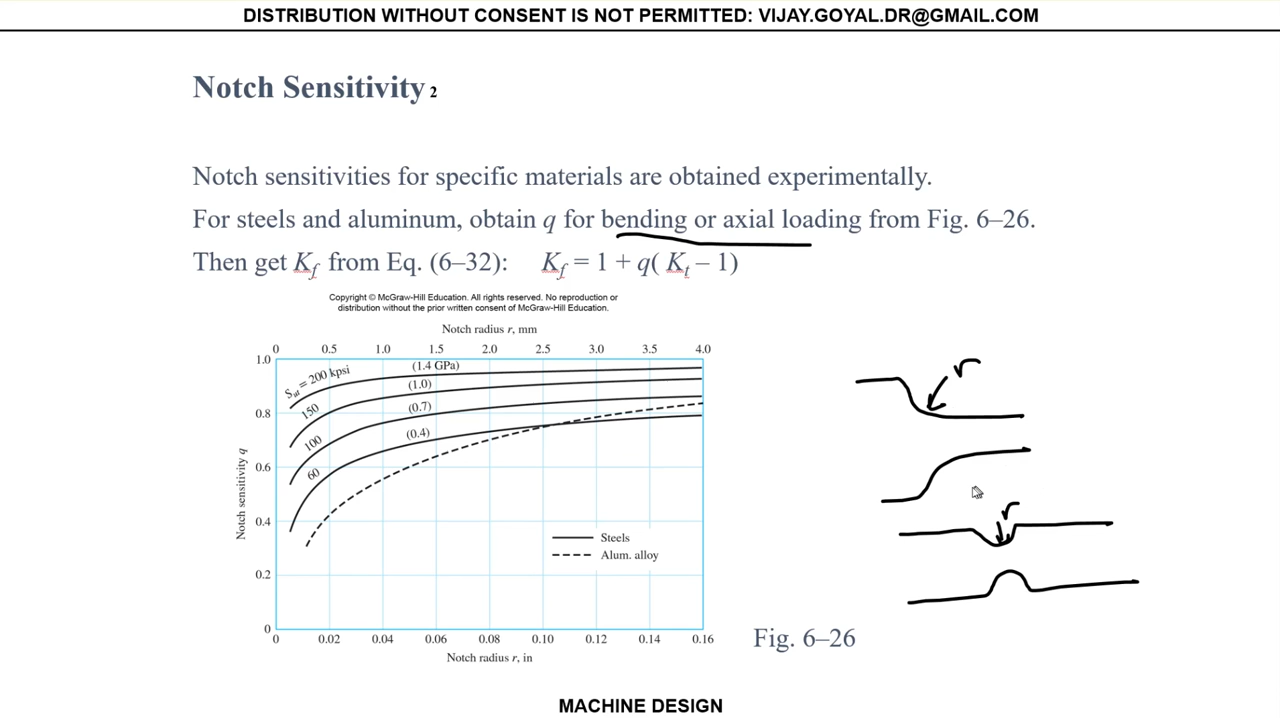 DISTRIBUTION WITHOUT CONSENT IS NOT PERMITTED: VIJAY.GOYAL.DR@GMAIL.COM
Notch Sensitivity 2
Notch sensitivities for specific materials are obtained experimentally.
For steels and aluminum, obtain q for bending or axial loading from Fig. 6–26.
Then get Kf from Eq. (6–32): Kf = 1 + q( Kt – 1)
Copyright © McGraw-Hill Education. All rights reserved. No reproduction or
distribution without the prior written consent of McGraw-Hill Education.
Notch radius r, mm
0 0.5 1.0 1.5 2.0 2.5 3.0 3.5 4.0
1.0
Sut = 200 kpsi
(1.4 GPa)
150
(1.0)
0.8
100
(0.7)
60
(0.4)
0.6
Notch sensitivity q
0.4
Steels
Alum. alloy
0.2
0
0 0.02 0.04 0.06 0.08 0.10 0.12 0.14 0.16
Notch radius r, in
r
r
Fig. 6–26
MACHINE DESIGN